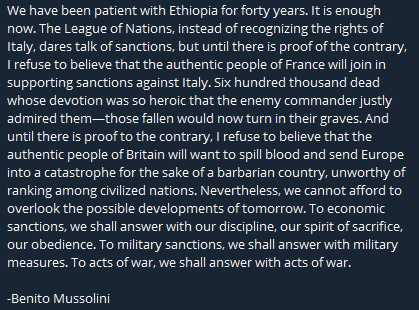 We have been patient with Ethiopia for forty years. It is enough
now. The League of Nations, instead of recognizing the rights of
Italy, dares talk of sanctions, but until there is proof of the contrary,
I refuse to believe that the authentic people of France will join in
supporting sanctions against Italy. Six hundred thousand dead
whose devotion was so heroic that the enemy commander justly
admired them—those fallen would now turn in their graves. And
until there is proof to the contrary, I refuse to believe that the
authentic people of Britain will want to spill blood and send Europe
into a catastrophe for the sake of a barbarian country, unworthy of
ranking among civilized nations. Nevertheless, we cannot afford to
overlook the possible developments of tomorrow. To economic
sanctions, we shall answer with our discipline, our spirit of sacrifice,
our obedience. To military sanctions, we shall answer with military
measures. To acts of war, we shall answer with acts of war.

-Benito Mussolini